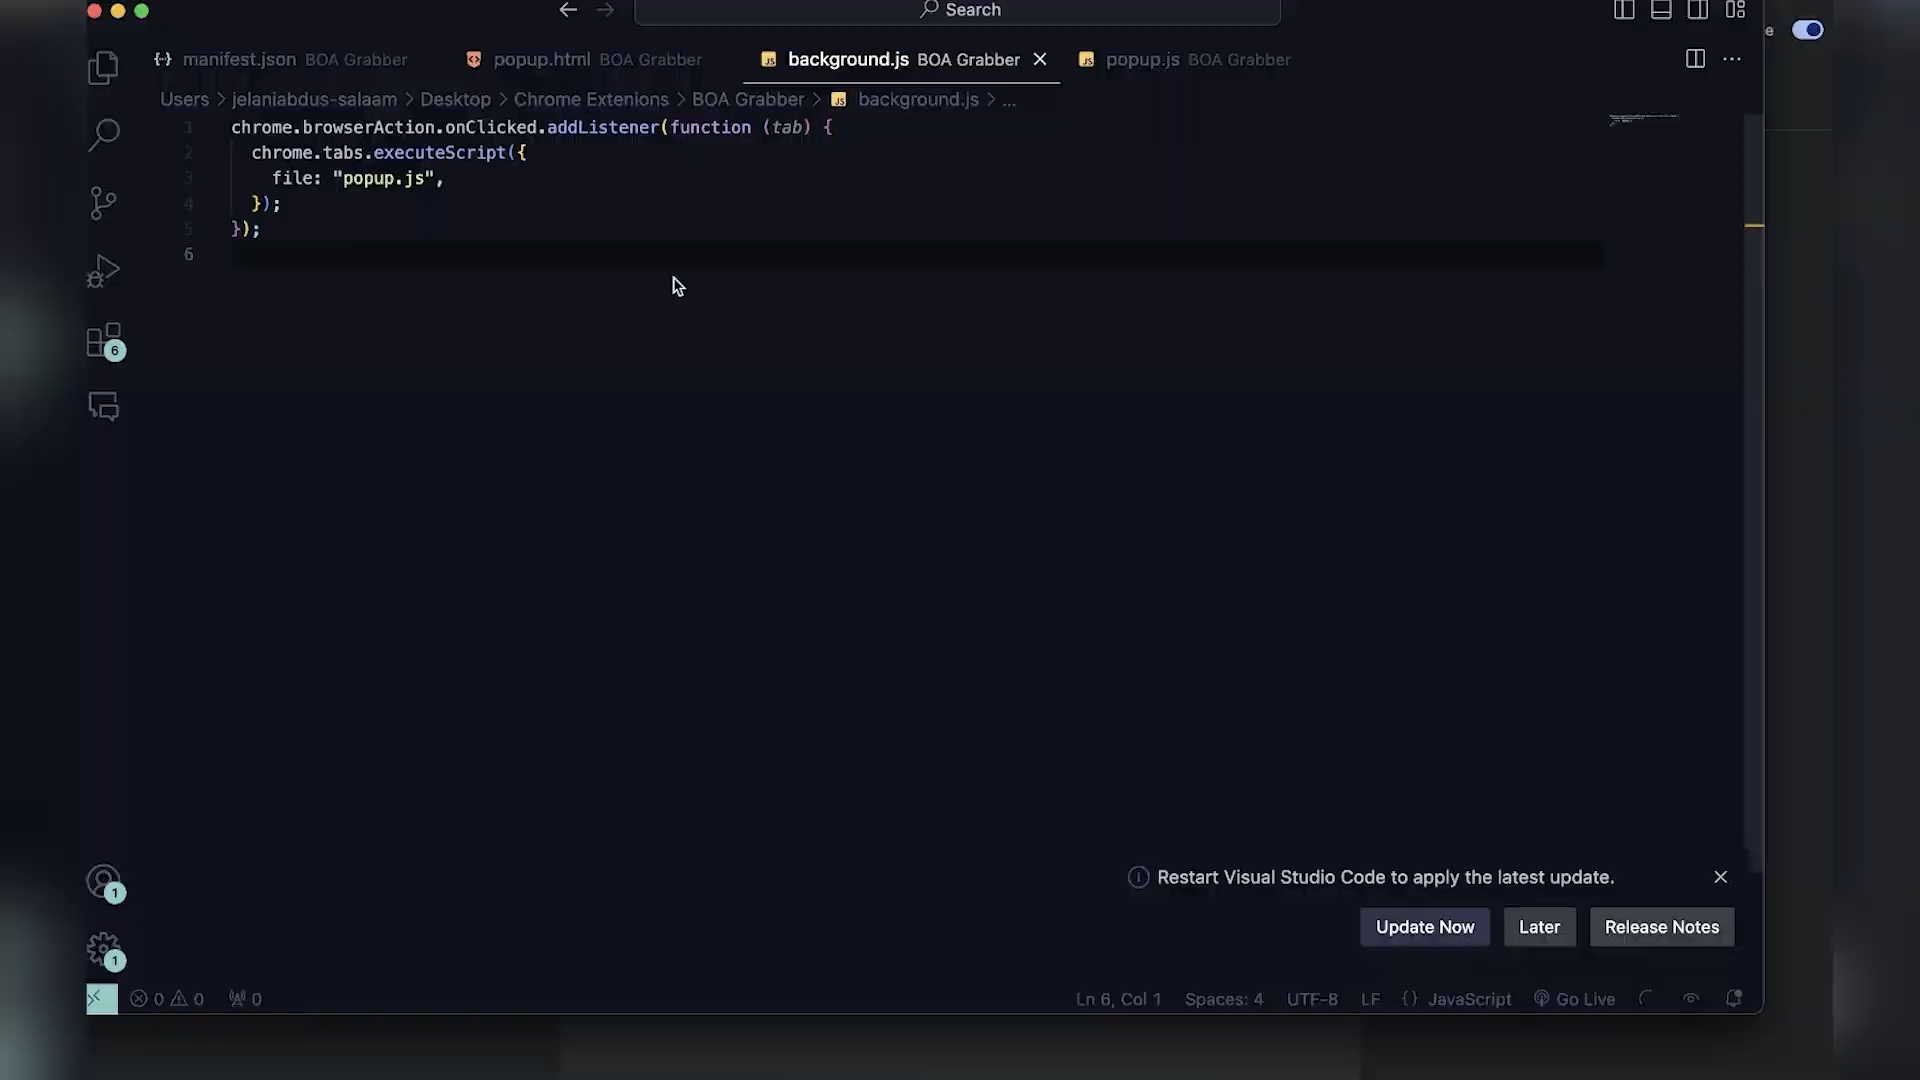 Search
e
manifest.json BOA Grabber
popup.html BOA Grabber
background.js BOA Grabber
popup.js BOA Grabber
Users > jelaniabdus-salaam > Desktop > Chrome Extenions > BOA Grabber > background.js > ...
1 chrome.browserAction.onClicked.addListener(function (tab) {
2 chrome.tabs.executeScript({
3 file: "popup.js",
4 });
5 });
6
6
Restart Visual Studio Code to apply the latest update.
Update Now Later Release Notes
1
1
0 0 0 Ln 6, Col 1 Spaces: 4 UTF-8 LF {} JavaScript Go Live